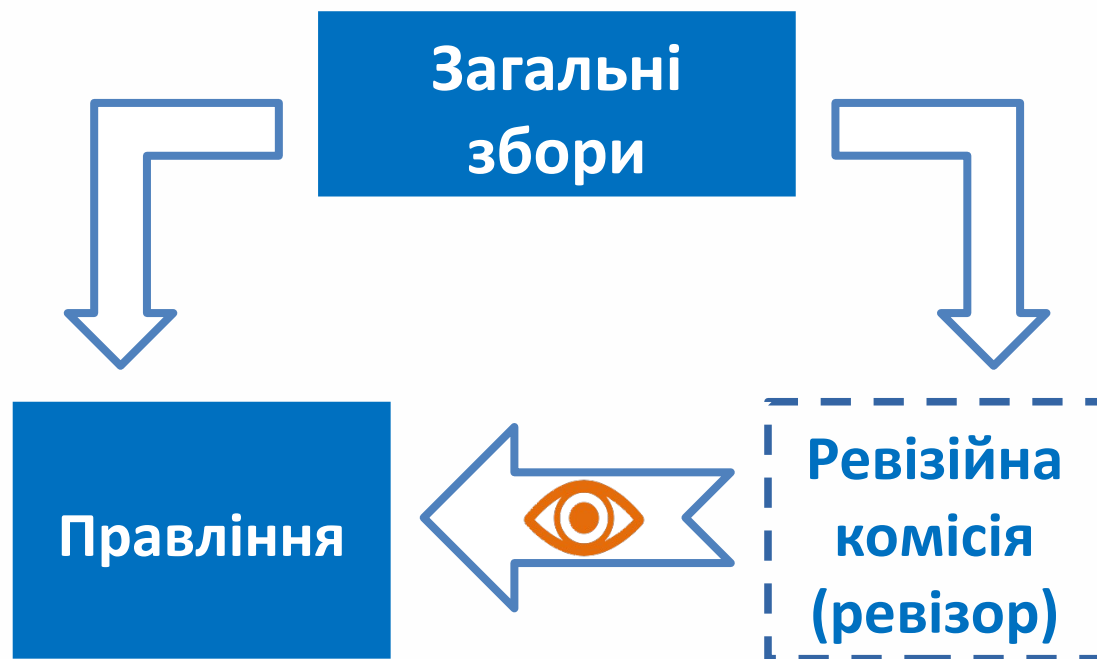 Загальні
збори
Правління
Ревізійна
комісія
(ревізор)